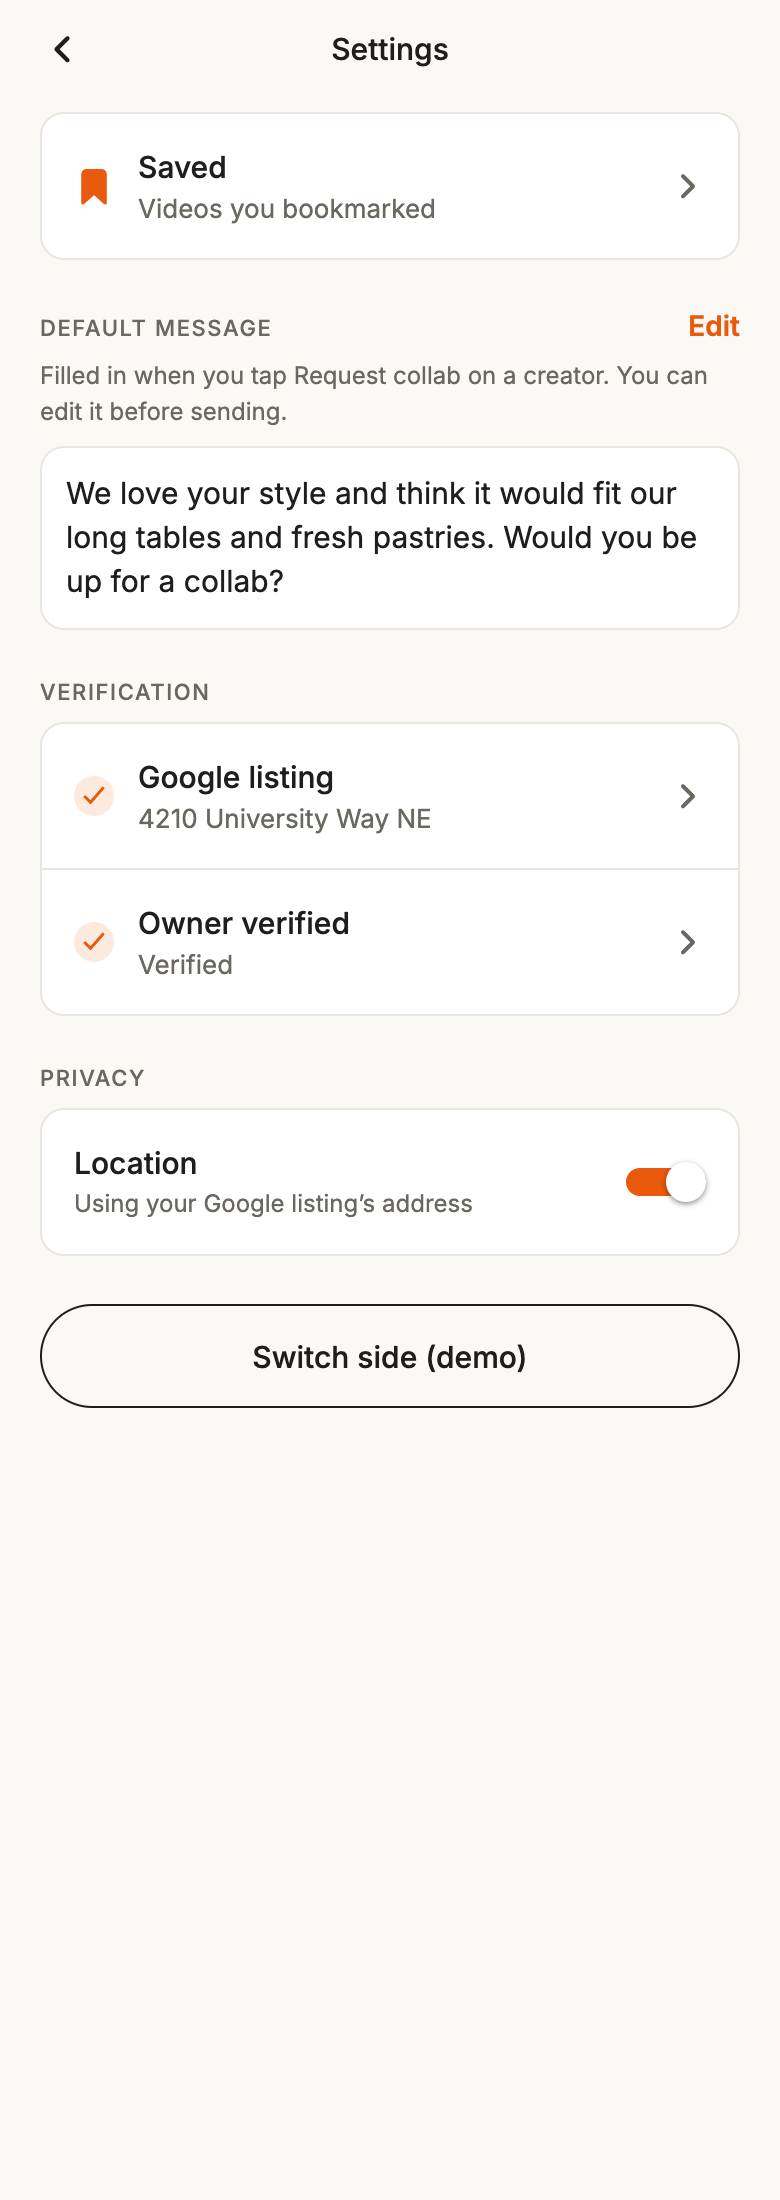 Settings
Saved
Videos you bookmarked
DEFAULT MESSAGE
Edit
Filled in when you tap Request collab on a creator. You can
edit it before sending.
We love your style and think it would fit our
long tables and fresh pastries. Would you be
up for a collab?
VERIFICATION
Google listing
4210 University Way NE
Owner verified
Verified
PRIVACY
Location
Using your Google listing’s address
Switch side (demo)